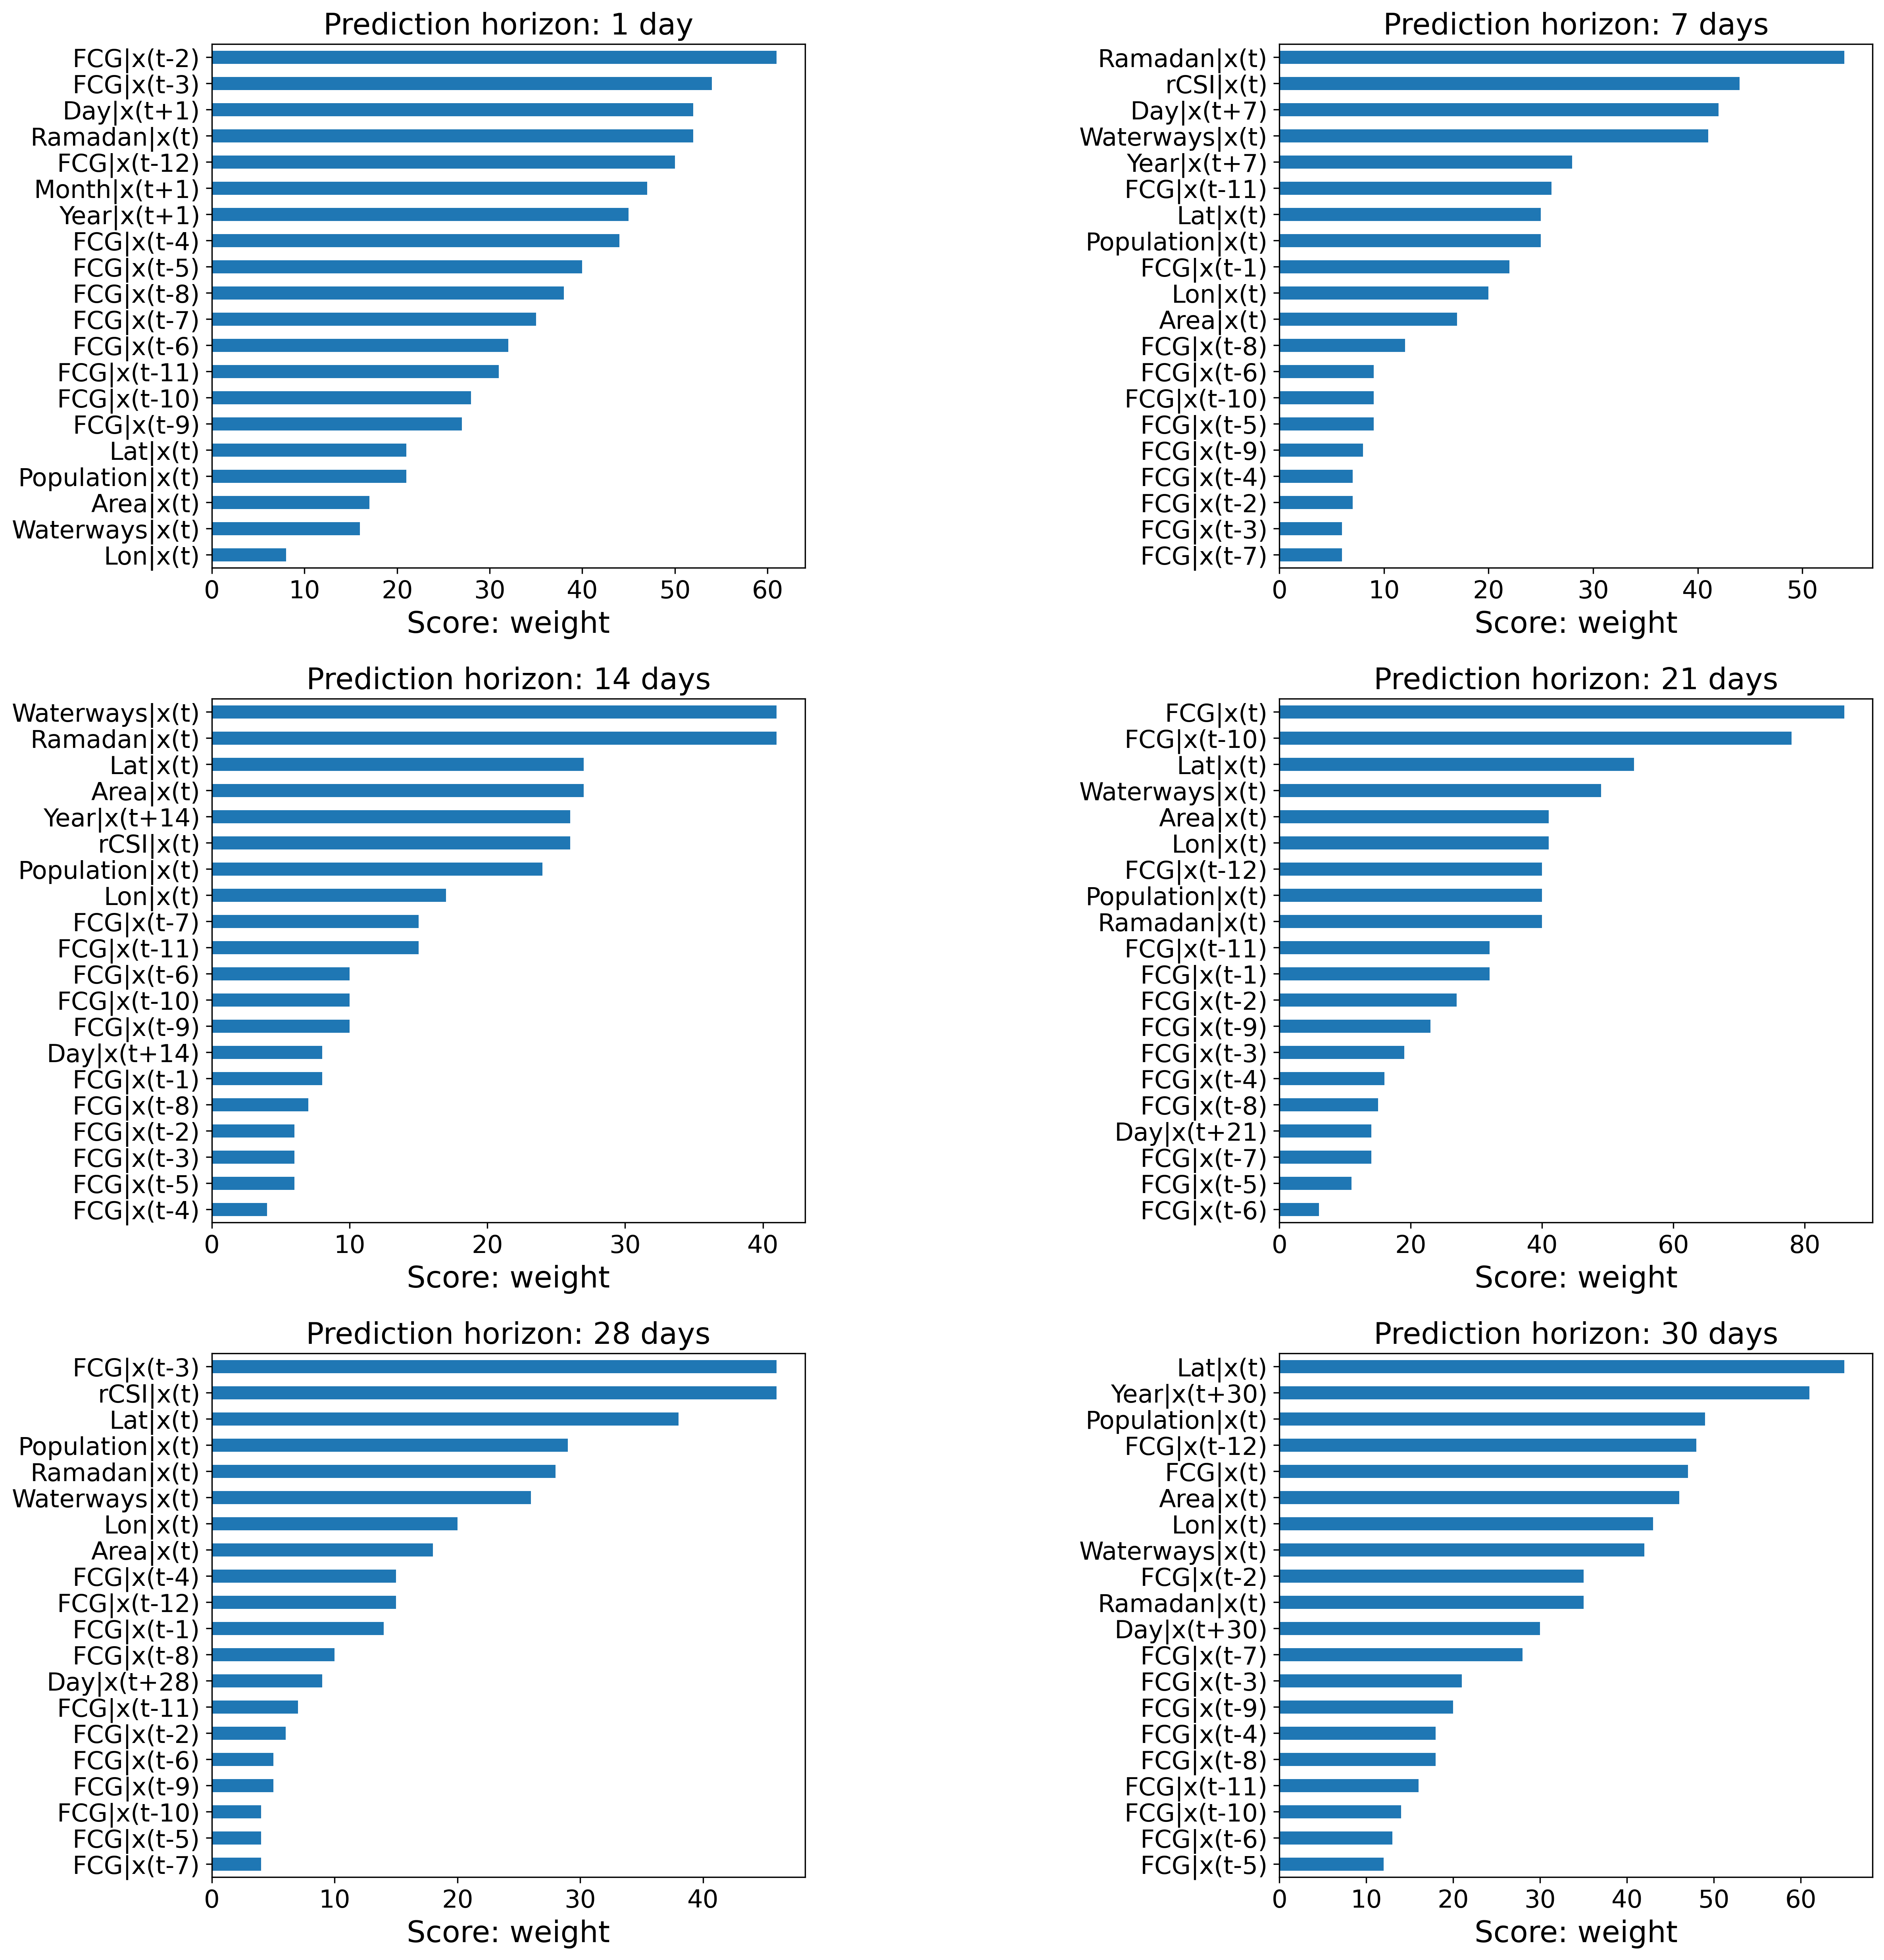 Prediction horizon: 1 day
FCG|x(t-2)
FCG|x(t-3)
Day|x(t+1)
Ramadan|x(t)
FCG|x(t-12)
Month|x(t+1)
Year|x(t+1)
FCG|x(t-4)
FCG|x(t-5)
FCG|x(t-8)
FCG|x(t-7)
FCG|x(t-6)
FCG|x(t-11)
FCG|x(t-10)
FCG|x(t-9)
Lat|x(t)
Population|x(t)
Area|x(t)
Waterways|x(t)
Lon|x(t)
0 10 20 30 40 50 60
Score: weight
Prediction horizon: 7 days
Ramadan|x(t)
rCSI|x(t)
Day|x(t+7)
Waterways|x(t)
Year|x(t+7)
FCG|x(t-11)
Lat|x(t)
Population|x(t)
FCG|x(t-1)
Lon|x(t)
Area|x(t)
FCG|x(t-8)
FCG|x(t-6)
FCG|x(t-10)
FCG|x(t-5)
FCG|x(t-9)
FCG|x(t-4)
FCG|x(t-2)
FCG|x(t-3)
FCG|x(t-7)
0 10 20 30 40 50
Score: weight
Prediction horizon: 14 days
Waterways|x(t)
Ramadan|x(t)
Lat|x(t)
Area|x(t)
Year|x(t+14)
rCSI|x(t)
Population|x(t)
Lon|x(t)
FCG|x(t-7)
FCG|x(t-11)
FCG|x(t-6)
FCG|x(t-10)
FCG|x(t-9)
Day|x(t+14)
FCG|x(t-1)
FCG|x(t-8)
FCG|x(t-2)
FCG|x(t-3)
FCG|x(t-5)
FCG|x(t-4)
0 10 20 30 40
Score: weight
Prediction horizon: 21 days
FCG|x(t)
FCG|x(t-10)
Lat|x(t)
Waterways|x(t)
Area|x(t)
Lon|x(t)
FCG|x(t-12)
Population|x(t)
Ramadan|x(t)
FCG|x(t-11)
FCG|x(t-1)
FCG|x(t-2)
FCG|x(t-9)
FCG|x(t-3)
FCG|x(t-4)
FCG|x(t-8)
Day|x(t+21)
FCG|x(t-7)
FCG|x(t-5)
FCG|x(t-6)
0 20 40 60 80
Score: weight
Prediction horizon: 28 days
FCG|x(t-3)
rCSI|x(t)
Lat|x(t)
Population|x(t)
Ramadan|x(t)
Waterways|x(t)
Lon|x(t)
Area|x(t)
FCG|x(t-4)
FCG|x(t-12)
FCG|x(t-1)
FCG|x(t-8)
Day|x(t+28)
FCG|x(t-11)
FCG|x(t-2)
FCG|x(t-6)
FCG|x(t-9)
FCG|x(t-10)
FCG|x(t-5)
FCG|x(t-7)
0 10 20 30 40
Score: weight
Prediction horizon: 30 days
Lat|x(t)
Year|x(t+30)
Population|x(t)
FCG|x(t-12)
FCG|x(t)
Area|x(t)
Lon|x(t)
Waterways|x(t)
FCG|x(t-2)
Ramadan|x(t)
Day|x(t+30)
FCG|x(t-7)
FCG|x(t-3)
FCG|x(t-9)
FCG|x(t-4)
FCG|x(t-8)
FCG|x(t-11)
FCG|x(t-10)
FCG|x(t-6)
FCG|x(t-5)
0 10 20 30 40 50 60
Score: weight